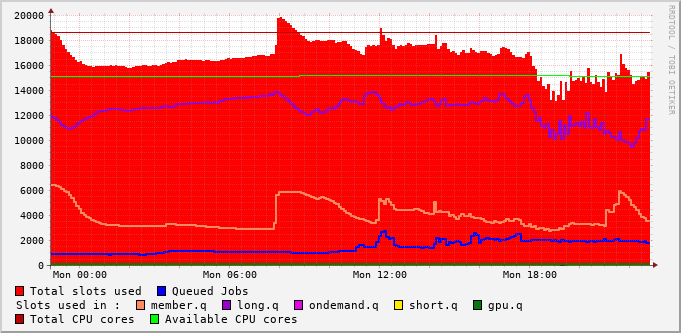 20000
18000
16000
14000
12000
10000
8000
6000
4000
2000
0
Mon 00:00 Mon 06:00 Mon 12:00 Mon 18:00
Total slots used Queued Jobs
Slots used in : member.q long.q ondemand.q short.q gpu.q
Total CPU cores Available CPU cores
RRDTOOL / TOBI OETIKER